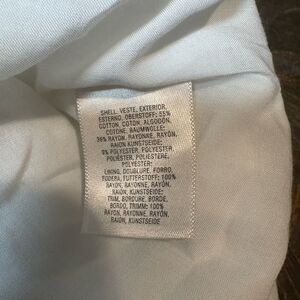 SHELL, VESTE, EXTERIOR,
ESTERNO, OBERSTOFF: 55%
COTTON, COTON, ALGODÓN,
COTONE, BAUMWOLLE:
36% RAYON, RAYONNE, RAYÓN,
RAION KUNSTSEIDE:
9% POLYESTER, POLYESTER,
POLIÉSTER, POLIESTERE,
POLYESTER:
LINING, DOUBLURE, FORRO,
FODERA, FUTTERSTOFF: 100%
RAYON, RAYONNE, RAYÓN,
RAION, KUNSTSEIDE:
TRIM, BORDURE, BORDE,
BORDO, TRIMM: 100%
RAYON, RAYONNE, RAYÓN,
RAION, KUNSTSEIDE